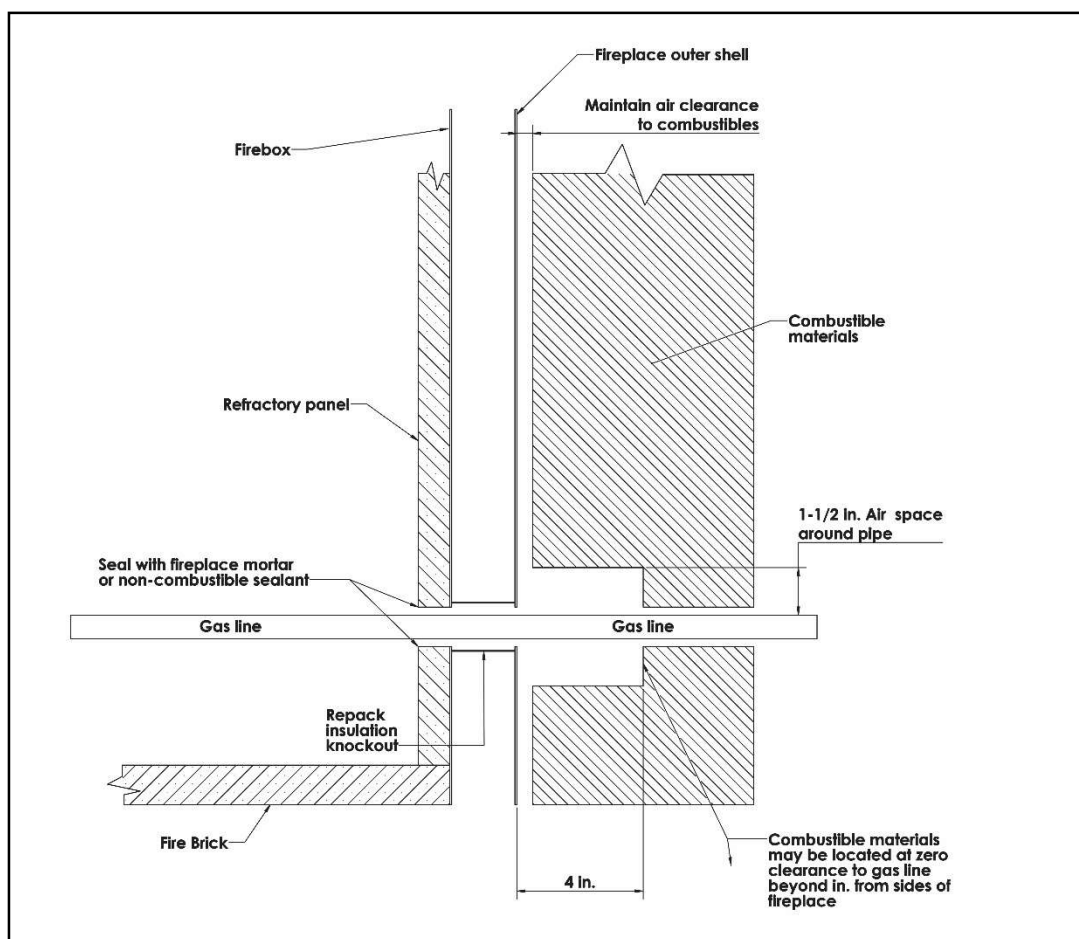 Fireplace outer shell
Maintain air clearance
to combustibles
Firebox
Combustible
materials
Refractory panel
1-1/2 in. Air space
around pipe
Seal with fireplace mortar
or non-combustible sealant
Gas line
Gas line
Repack
insulation
knockout
Fire Brick
4 in.
Combustible materials
may be located at zero
clearance to gas line
beyond in. from sides of
fireplace